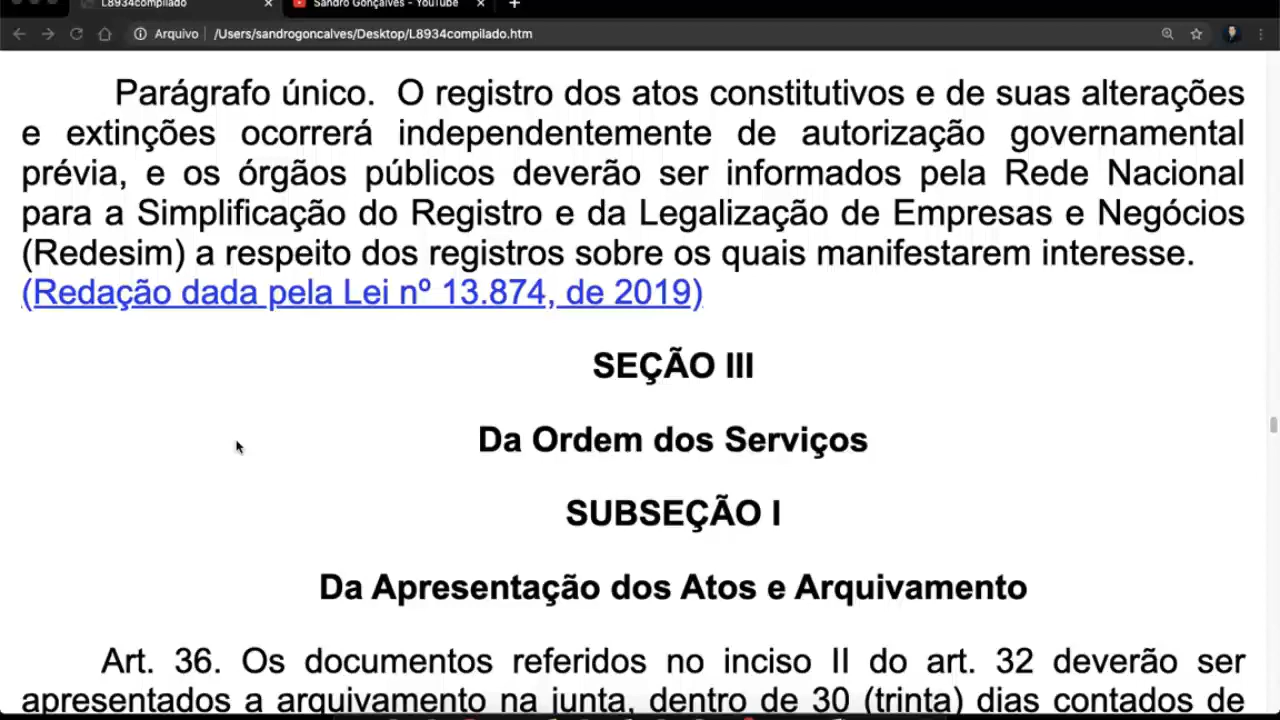 L8934compilado
Sandro Gonçalves - YouTube
Arquivo | /Users/sandrogoncalves/Desktop/L8934compilado.htm
Parágrafo único. O registro dos atos constitutivos e de suas alterações
e extinções ocorrerá independentemente de autorização governamental
prévia, e os órgãos públicos deverão ser informados pela Rede Nacional
para a Simplificação do Registro e da Legalização de Empresas e Negócios
(Redesim) a respeito dos registros sobre os quais manifestarem interesse.
(Redação dada pela Lei nº 13.874, de 2019)
SEÇÃO III
Da Ordem dos Serviços
SUBSEÇÃO I
Da Apresentação dos Atos e Arquivamento
Art. 36. Os documentos referidos no inciso II do art. 32 deverão ser
apresentados a arquivamento na junta, dentro de 30 (trinta) dias contados de